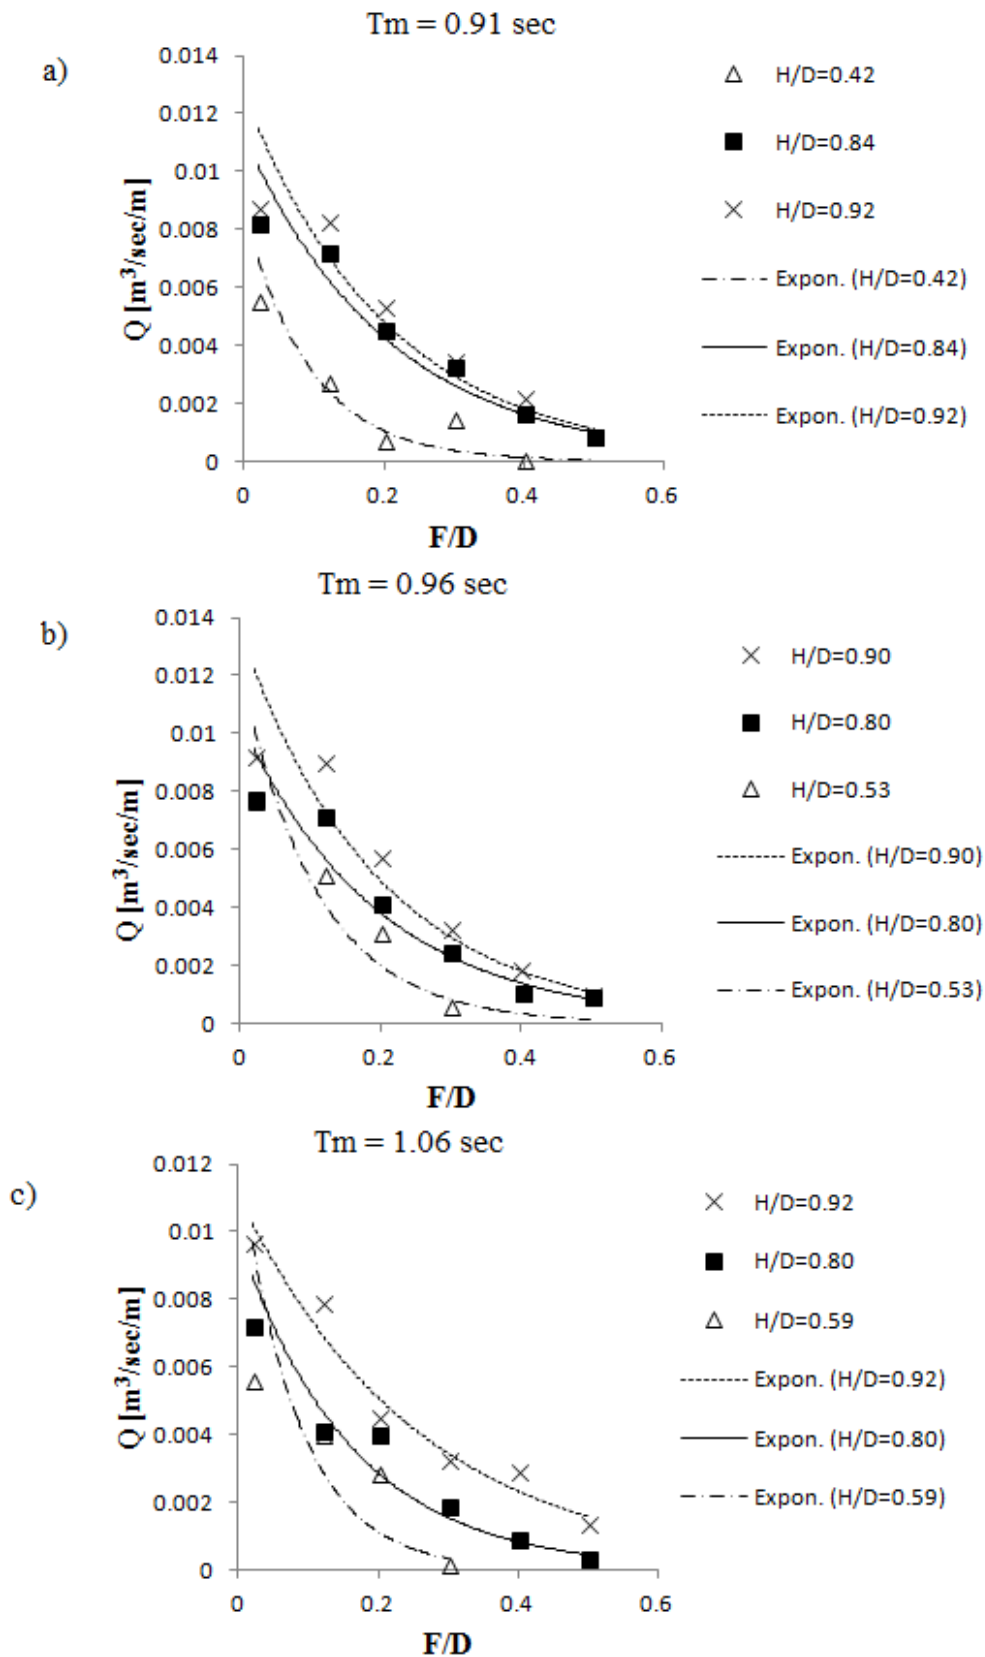 Tm = 0.91 sec
a)
Q [m³/sec/m]
0.014
0.012
0.01
0.008
0.006
0.004
0.002
0
0 0.2 0.4 0.6
F/D
H/D=0.42
H/D=0.84
H/D=0.92
Expon. (H/D=0.42)
Expon. (H/D=0.84)
Expon. (H/D=0.92)
Tm = 0.96 sec
b)
Q [m³/sec/m]
0.014
0.012
0.01
0.008
0.006
0.004
0.002
0
0 0.2 0.4 0.6
F/D
H/D=0.90
H/D=0.80
H/D=0.53
Expon. (H/D=0.90)
Expon. (H/D=0.80)
Expon. (H/D=0.53)
Tm = 1.06 sec
c)
Q [m³/sec/m]
0.012
0.01
0.008
0.006
0.004
0.002
0
0 0.2 0.4 0.6
F/D
H/D=0.92
H/D=0.80
H/D=0.59
Expon. (H/D=0.92)
Expon. (H/D=0.80)
Expon. (H/D=0.59)